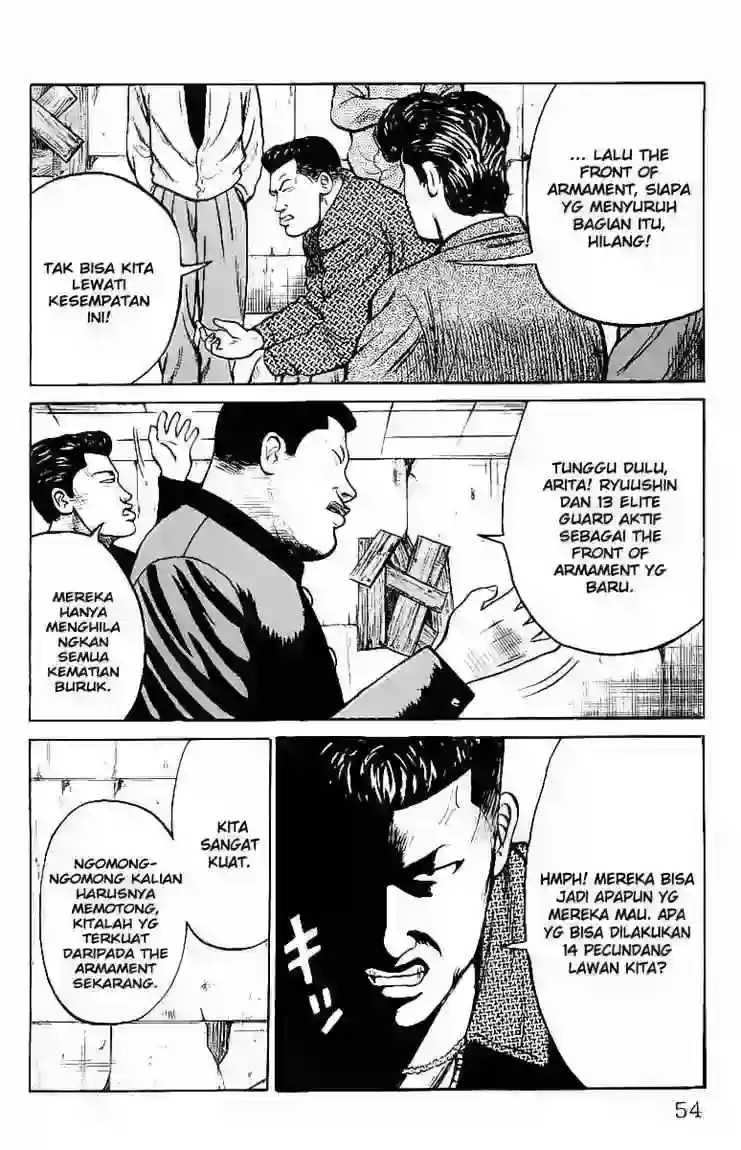 ... LALU THE
FRONT OF
ARMAMENT, SIAPA
YG MENYURUH
BAGIAN ITU,
HILANG!
TAK BISA KITA
LEWATI
KESEMPATAN
INI!
TUNGGU DULU,
ARITA! RYUUSHIN
DAN 13 ELITE
GUARD AKTIF
SEBAGAI THE
FRONT OF
ARMAMENT YG
BARU.
MEREKA
HANYA
MENGHILA
NGKAN
SEMUA
KEMATIAN
BURUK.
HMPH! MEREKA BISA
JADI APAPUN YG
MEREKA MAU. APA
YG BISA DILAKUKAN
14 PECUNDANG
LAWAN KITA?
キッ
KITA
SANGAT
KUAT.
NGOMONG-
NGOMONG KALIAN
HARUSNYA
MEMOTONG,
KITALAH YG
TERKUAT
DARIPADA THE
ARMAMENT
SEKARANG.
54